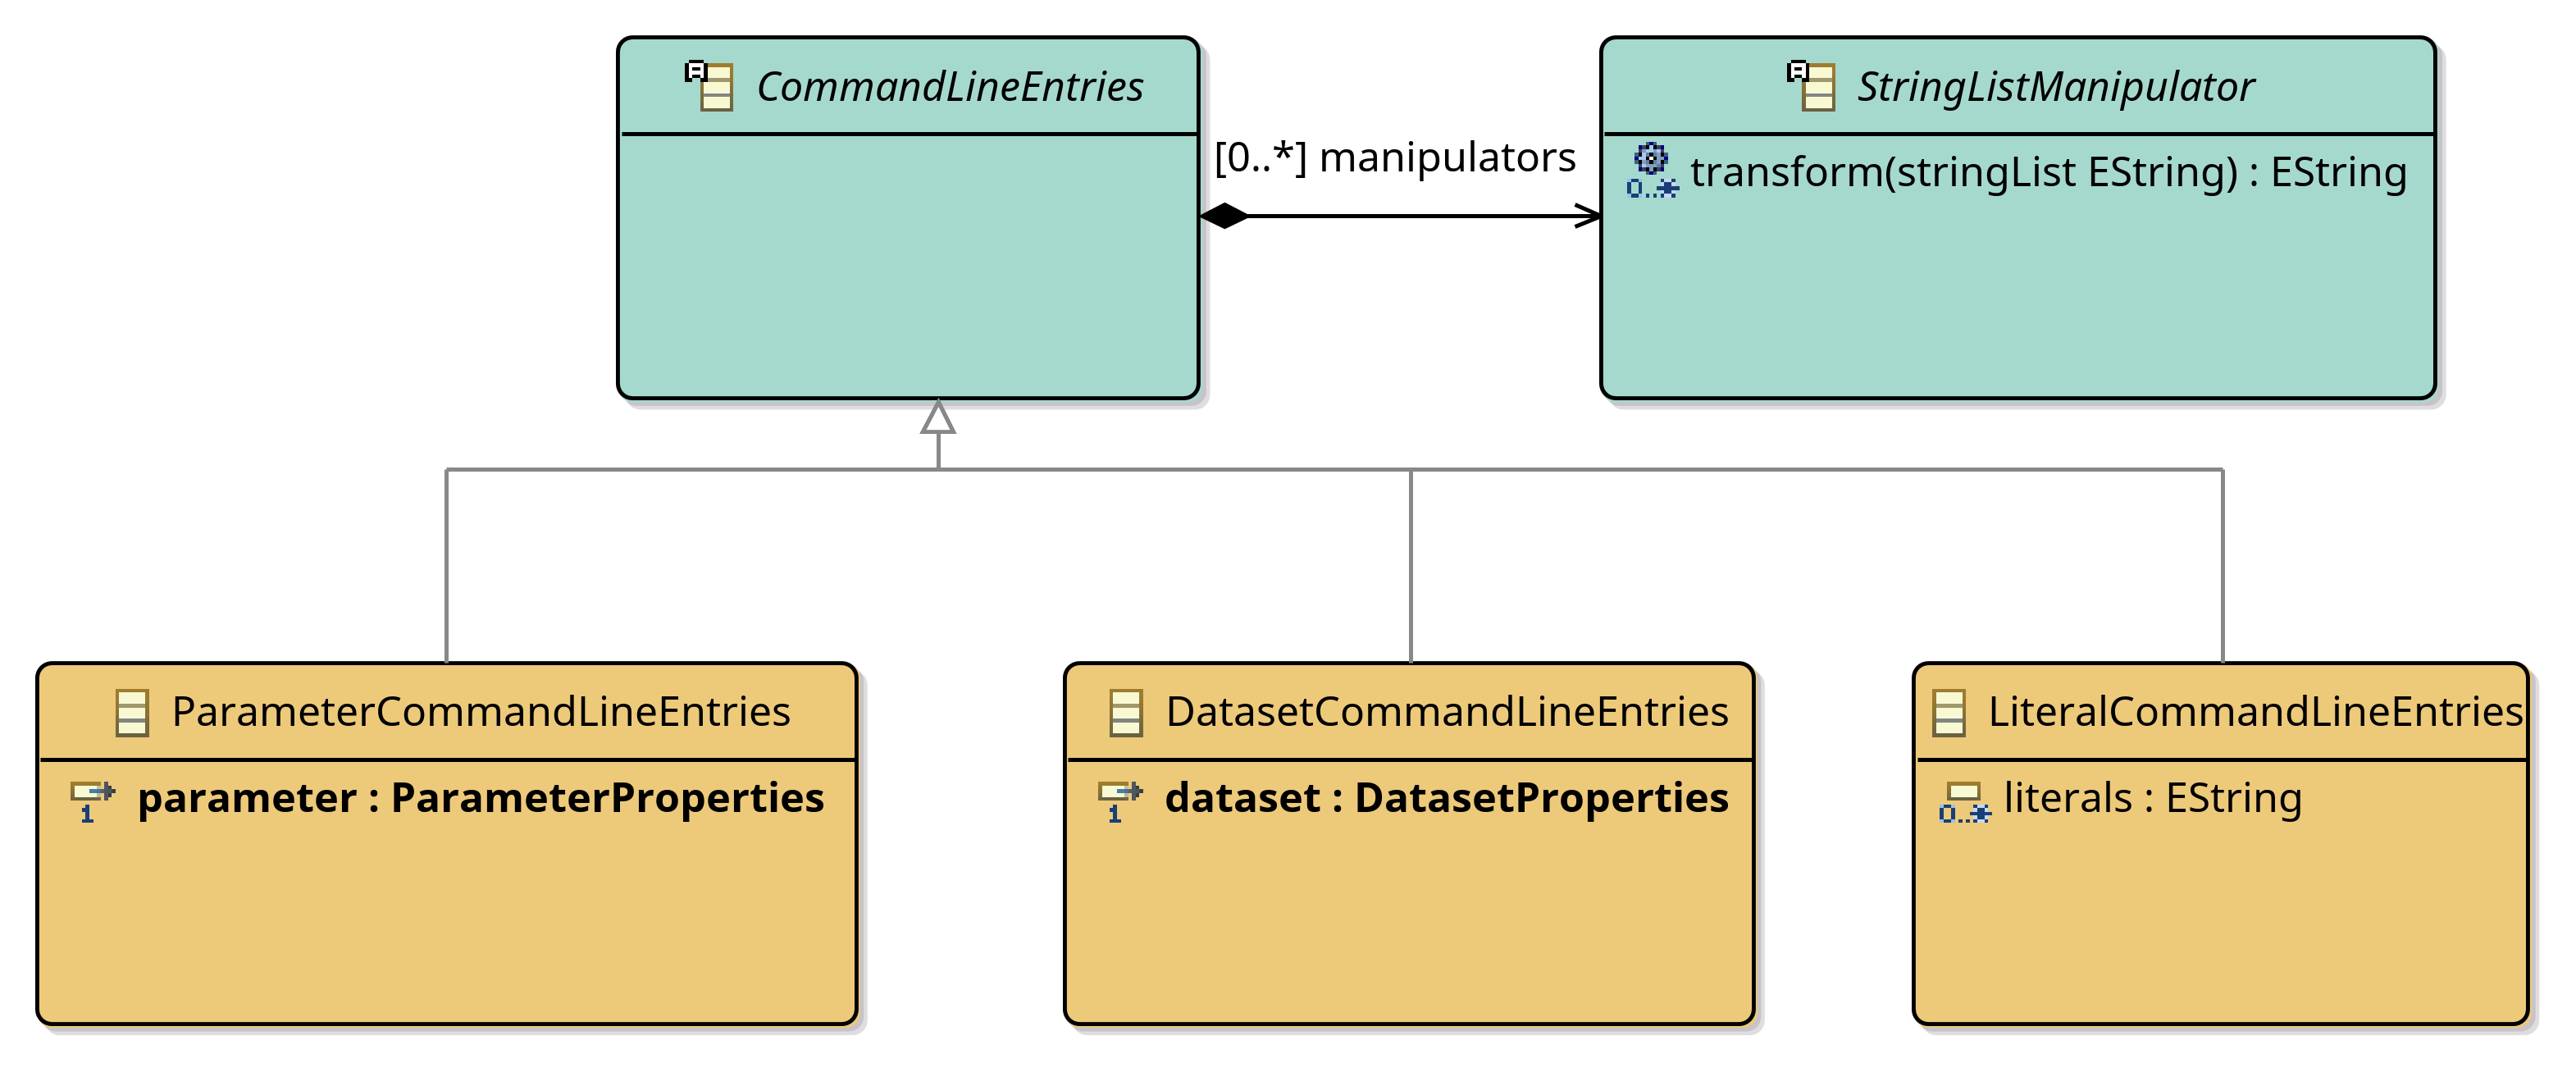 CommandLineEntries
StringListManipulator
[0..*] manipulators
0..*
transform(stringList EString) : EString
ParameterCommandLineEntries
DatasetCommandLineEntries
LiteralCommandLineEntries
1
parameter : ParameterProperties
1
dataset : DatasetProperties
0..*
literals : EString